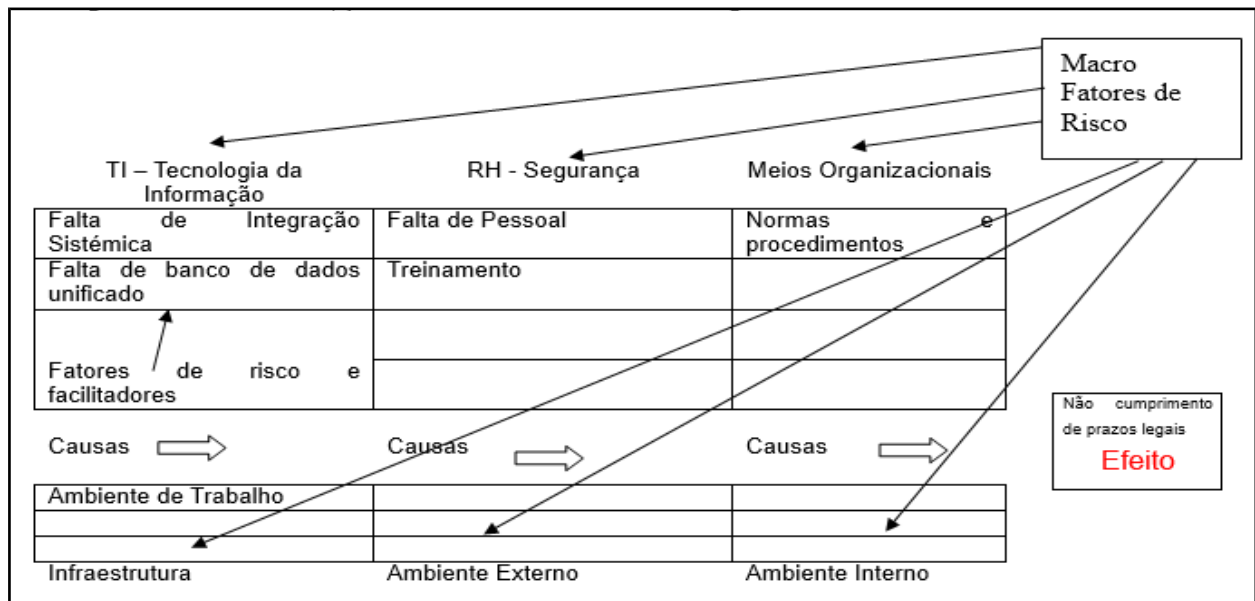 Macro
Fatores de
Risco
TI – Tecnologia da
Informação
RH - Segurança
Meios Organizacionais
Falta de Integração
Sistémica
Falta de Pessoal
Normas e
procedimentos
Falta de banco de dados
unificado
Treinamento
Fatores de risco e
facilitadores
Não cumprimento
de prazos legais
Efeito
Causas
Causas
Causas
Ambiente de Trabalho
Infraestrutura
Ambiente Externo
Ambiente Interno